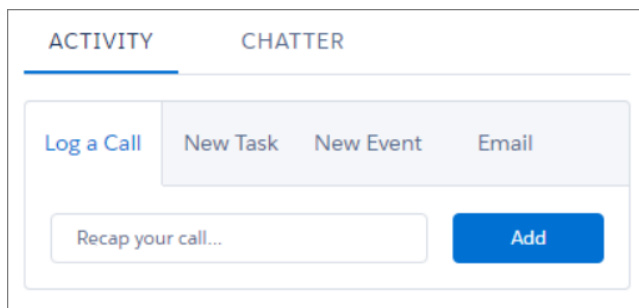 ACTIVITY CHATTER
Log a Call New Task New Event Email
Recap your call... Add